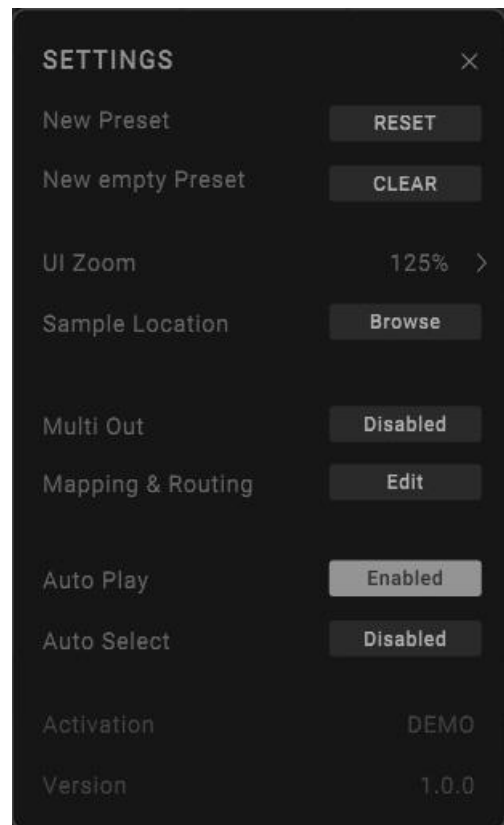 SETTINGS
New Preset RESET
New empty Preset CLEAR
UI Zoom 125%
Sample Location Browse
Multi Out Disabled
Mapping & Routing Edit
Auto Play Enabled
Auto Select Disabled
Activation DEMO
Version 1.0.0